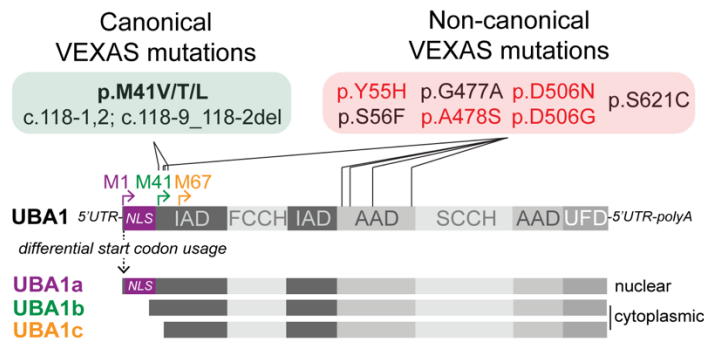 Canonical
VEXAS mutations
Non-canonical
VEXAS mutations
p.M41V/T/L
c.118-1,2; c.118-9_118-2del
p.Y55H p.G477A p.D506N
p.S56F p.A478S p.D506G
p.S621C
M1 M41 M67
UBA1 5'UTR- NLS IAD FCCH IAD AAD SCCH AAD UFD -5'UTR-polyA
differential start codon usage
UBA1a NLS nuclear
UBA1b
UBA1c
cytoplasmic